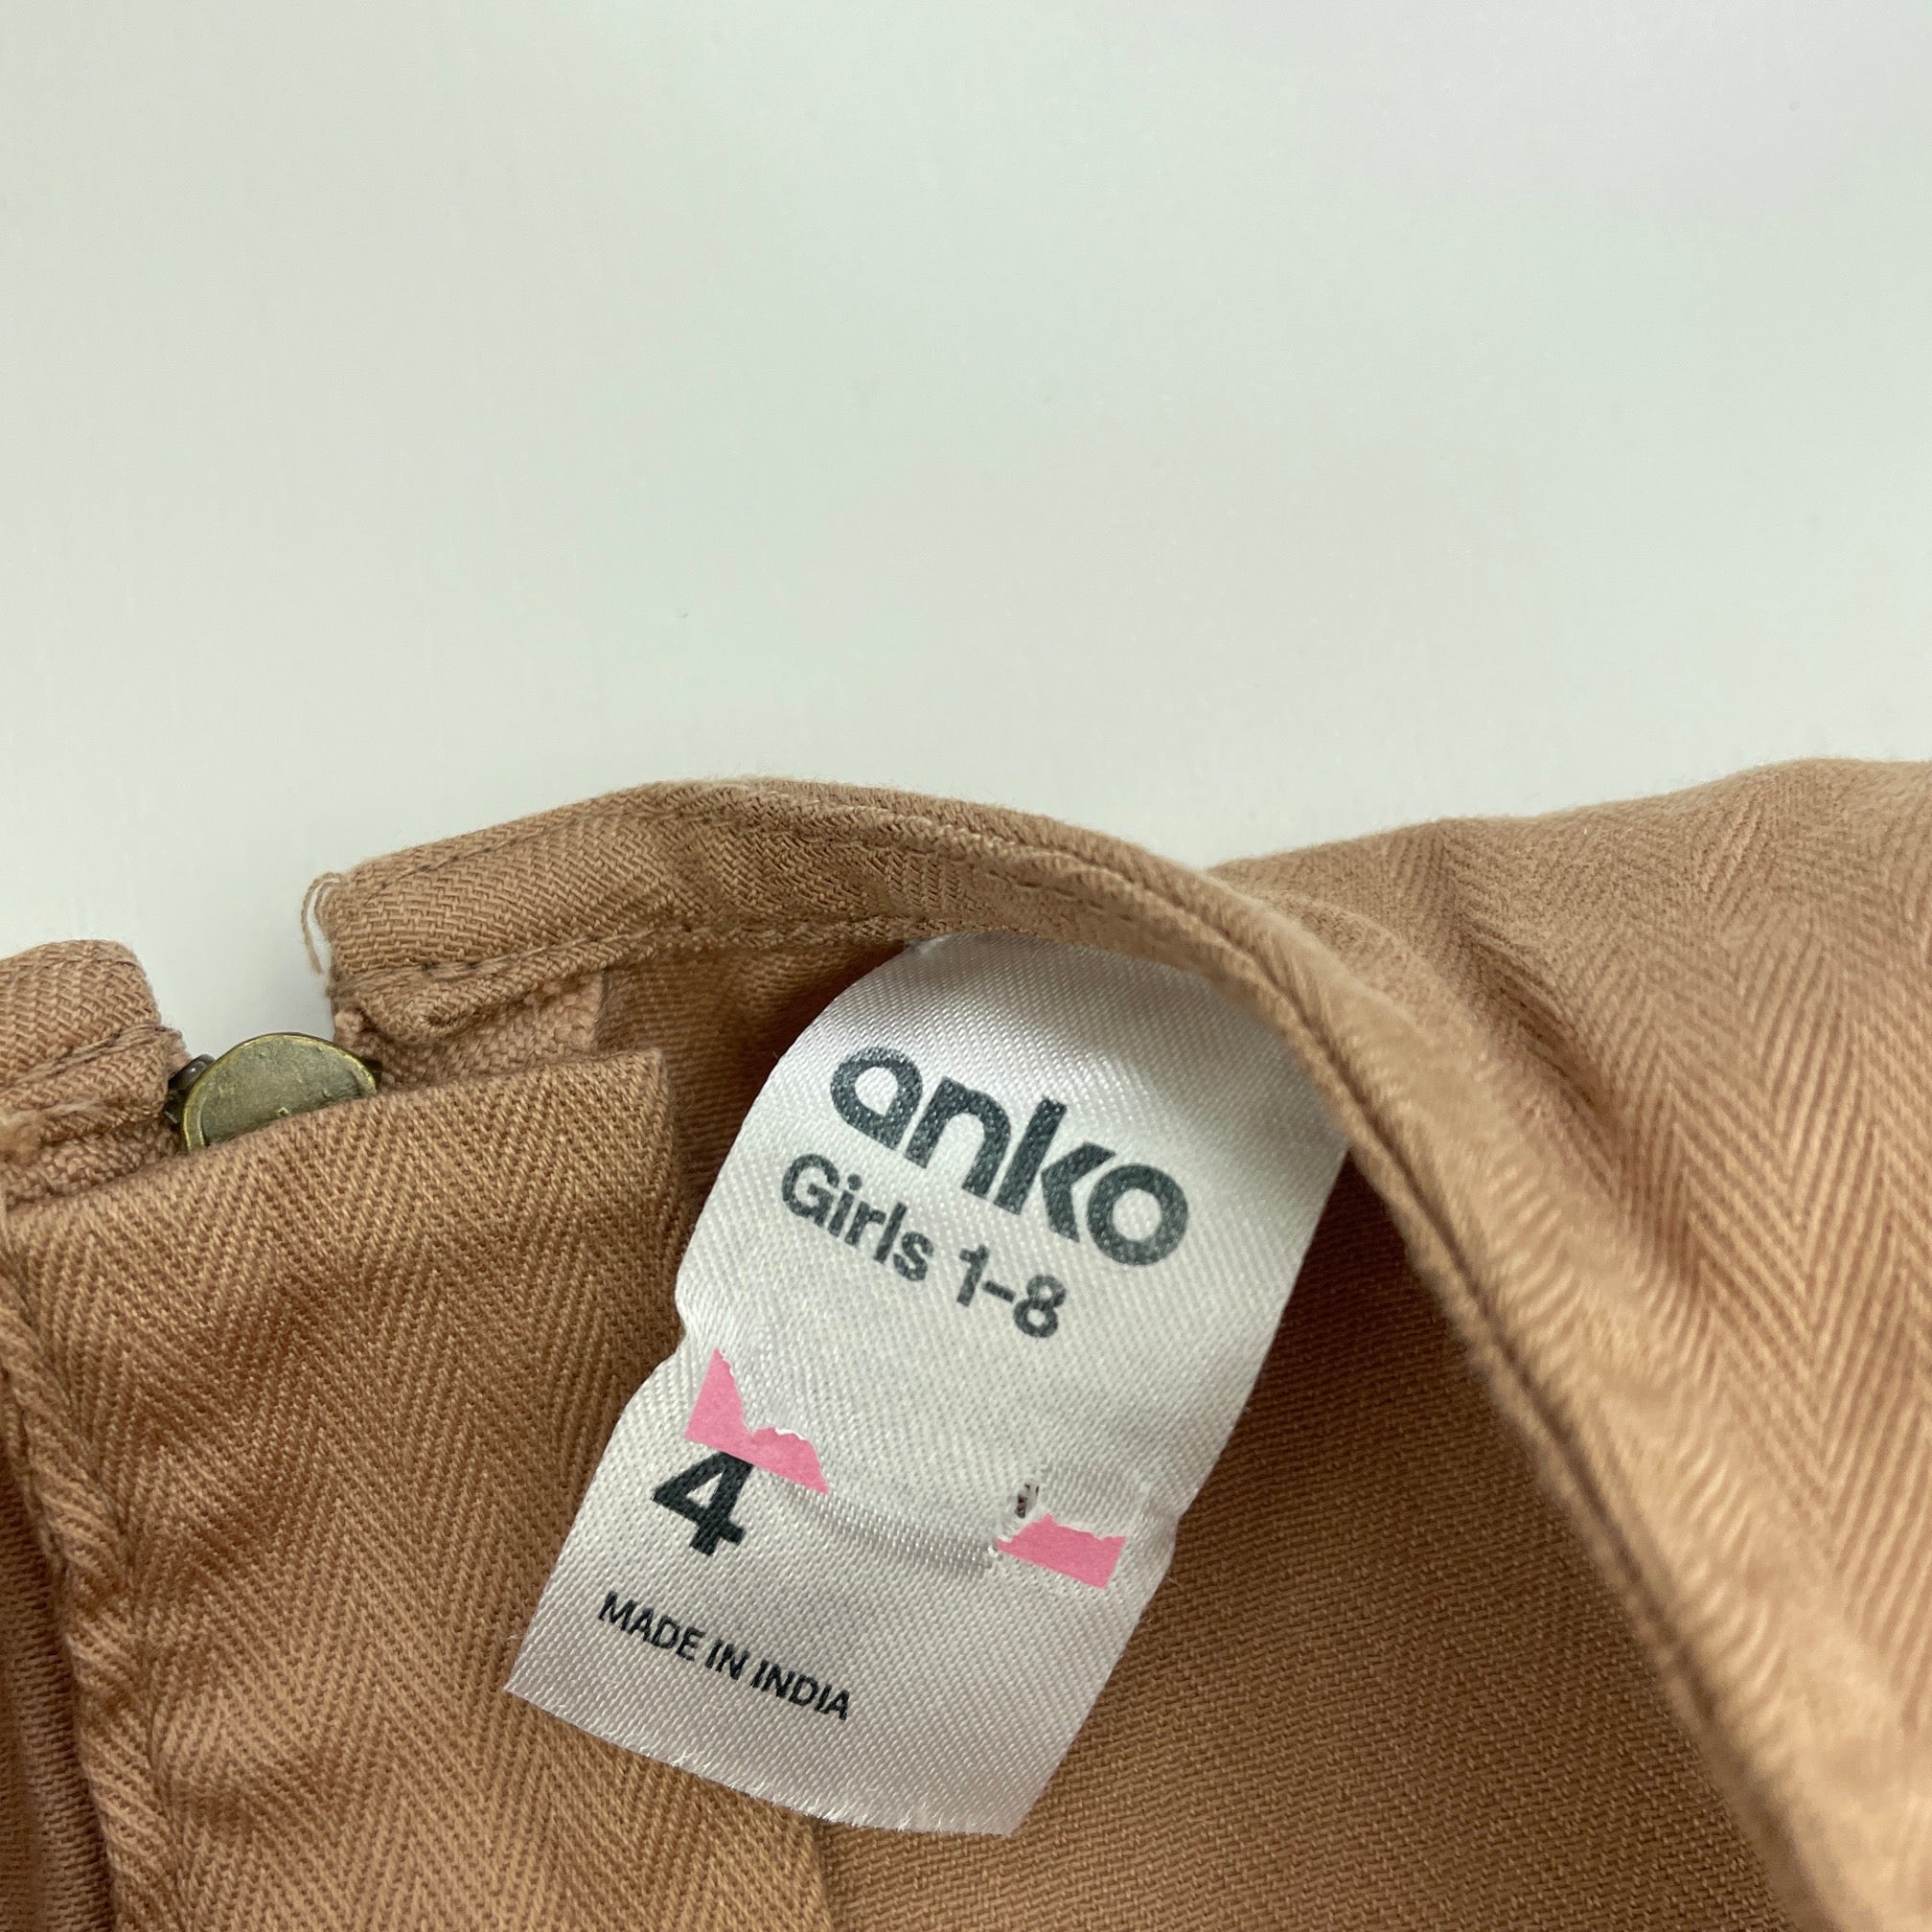 anko
Girls 1-8
4
MADE IN INDIA